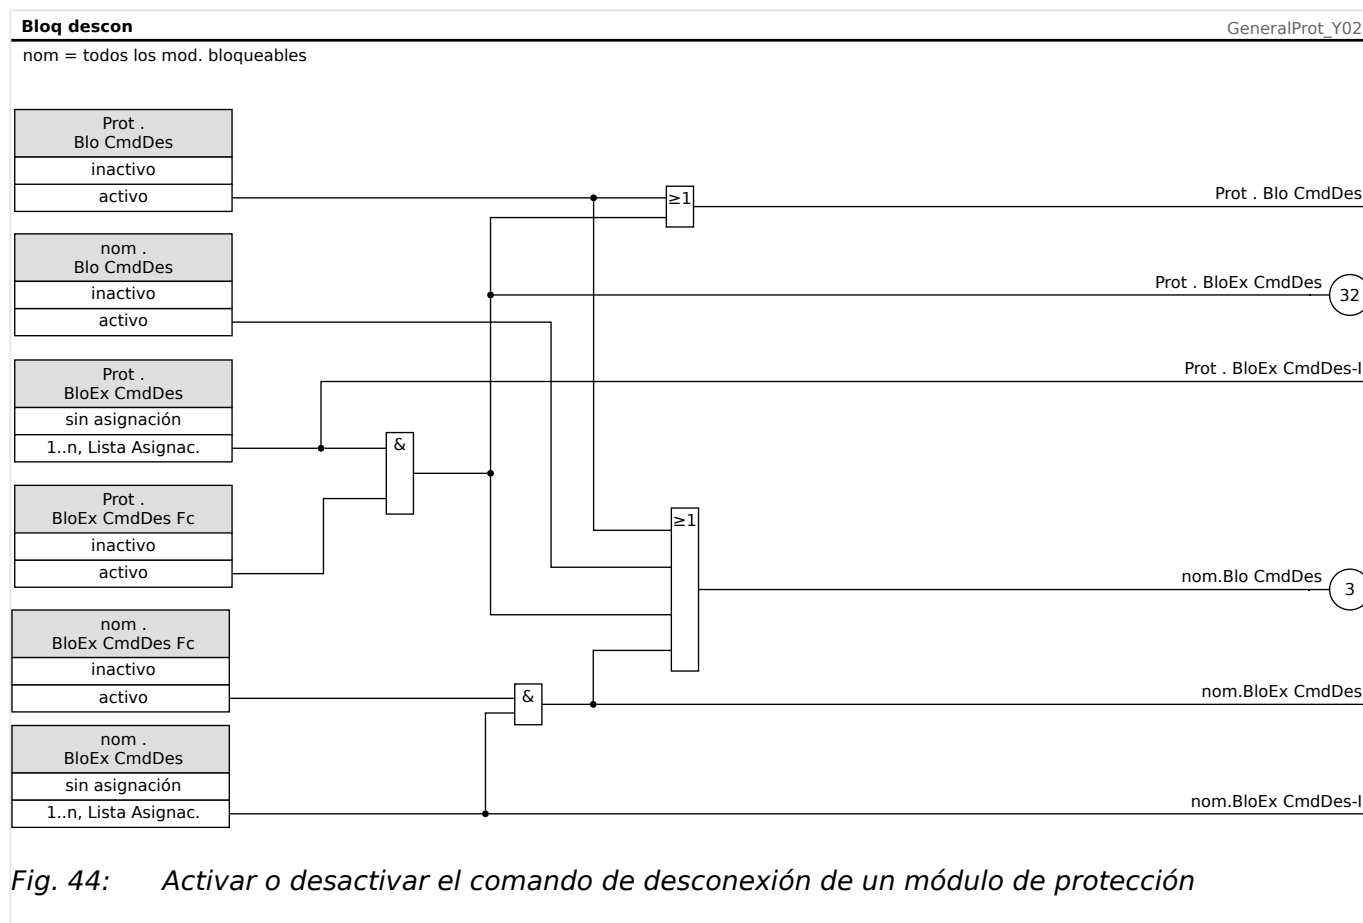 Bloq descon
GeneralProt_Y02
nom = todos los mod. bloqueables
Prot .
Blo CmdDes
inactivo
activo
≥1
Prot . Blo CmdDes
nom .
Blo CmdDes
inactivo
activo
Prot . BloEx CmdDes
32
Prot .
BloEx CmdDes
sin asignación
1..n, Lista Asignac.
&
Prot . BloEx CmdDes-I
Prot .
BloEx CmdDes Fc
inactivo
activo
≥1
nom.Blo CmdDes
3
nom .
BloEx CmdDes Fc
inactivo
activo
&
nom.BloEx CmdDes
nom .
BloEx CmdDes
sin asignación
1..n, Lista Asignac.
nom.BloEx CmdDes-I
Fig. 44: Activar o desactivar el comando de desconexión de un módulo de protección